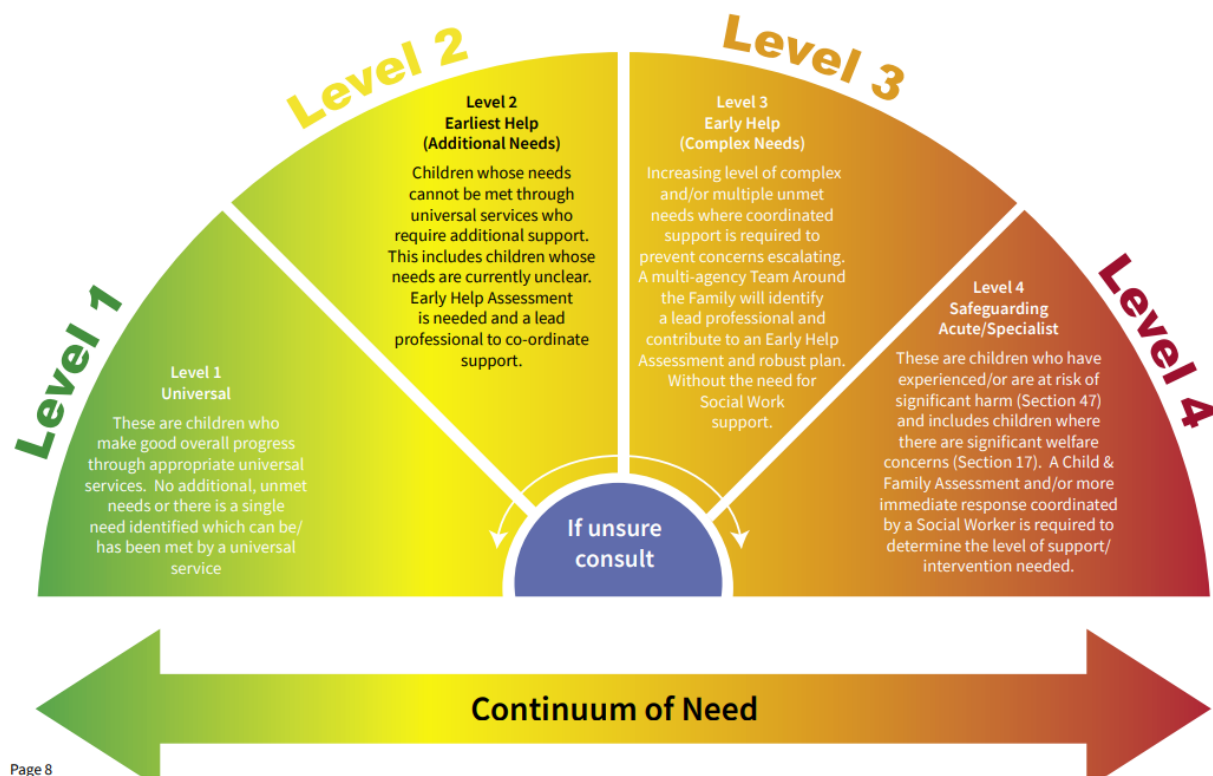 Level 1
Level 2
Level 3
Level 4
Level 1
Universal
These are children who
make good overall progress
through appropriate universal
services.  No additional, unmet
needs or there is a single
need identified which can be/
has been met by a universal
service
Level 2
Earliest Help
(Additional Needs)
Children whose needs
cannot be met through
universal services who
require additional support.
This includes children whose
needs are currently unclear.
Early Help Assessment
is needed and a lead
professional to co-ordinate
support.
Level 3
Early Help
(Complex Needs)
Increasing level of complex
and/or multiple unmet
needs where coordinated
support is required to
prevent concerns escalating.
A multi-agency Team Around
the Family will identify
a lead professional and
contribute to an Early Help
Assessment and robust plan.
Without the need for
Social Work
support.
Level 4
Safeguarding
Acute/Specialist
These are children who have
experienced/or are at risk of
significant harm (Section 47)
and includes children where
there are significant welfare
concerns (Section 17).  A Child &
Family Assessment and/or more
immediate response coordinated
by a Social Worker is required to
determine the level of support/
intervention needed.
If unsure
consult
Continuum of Need
Page 8